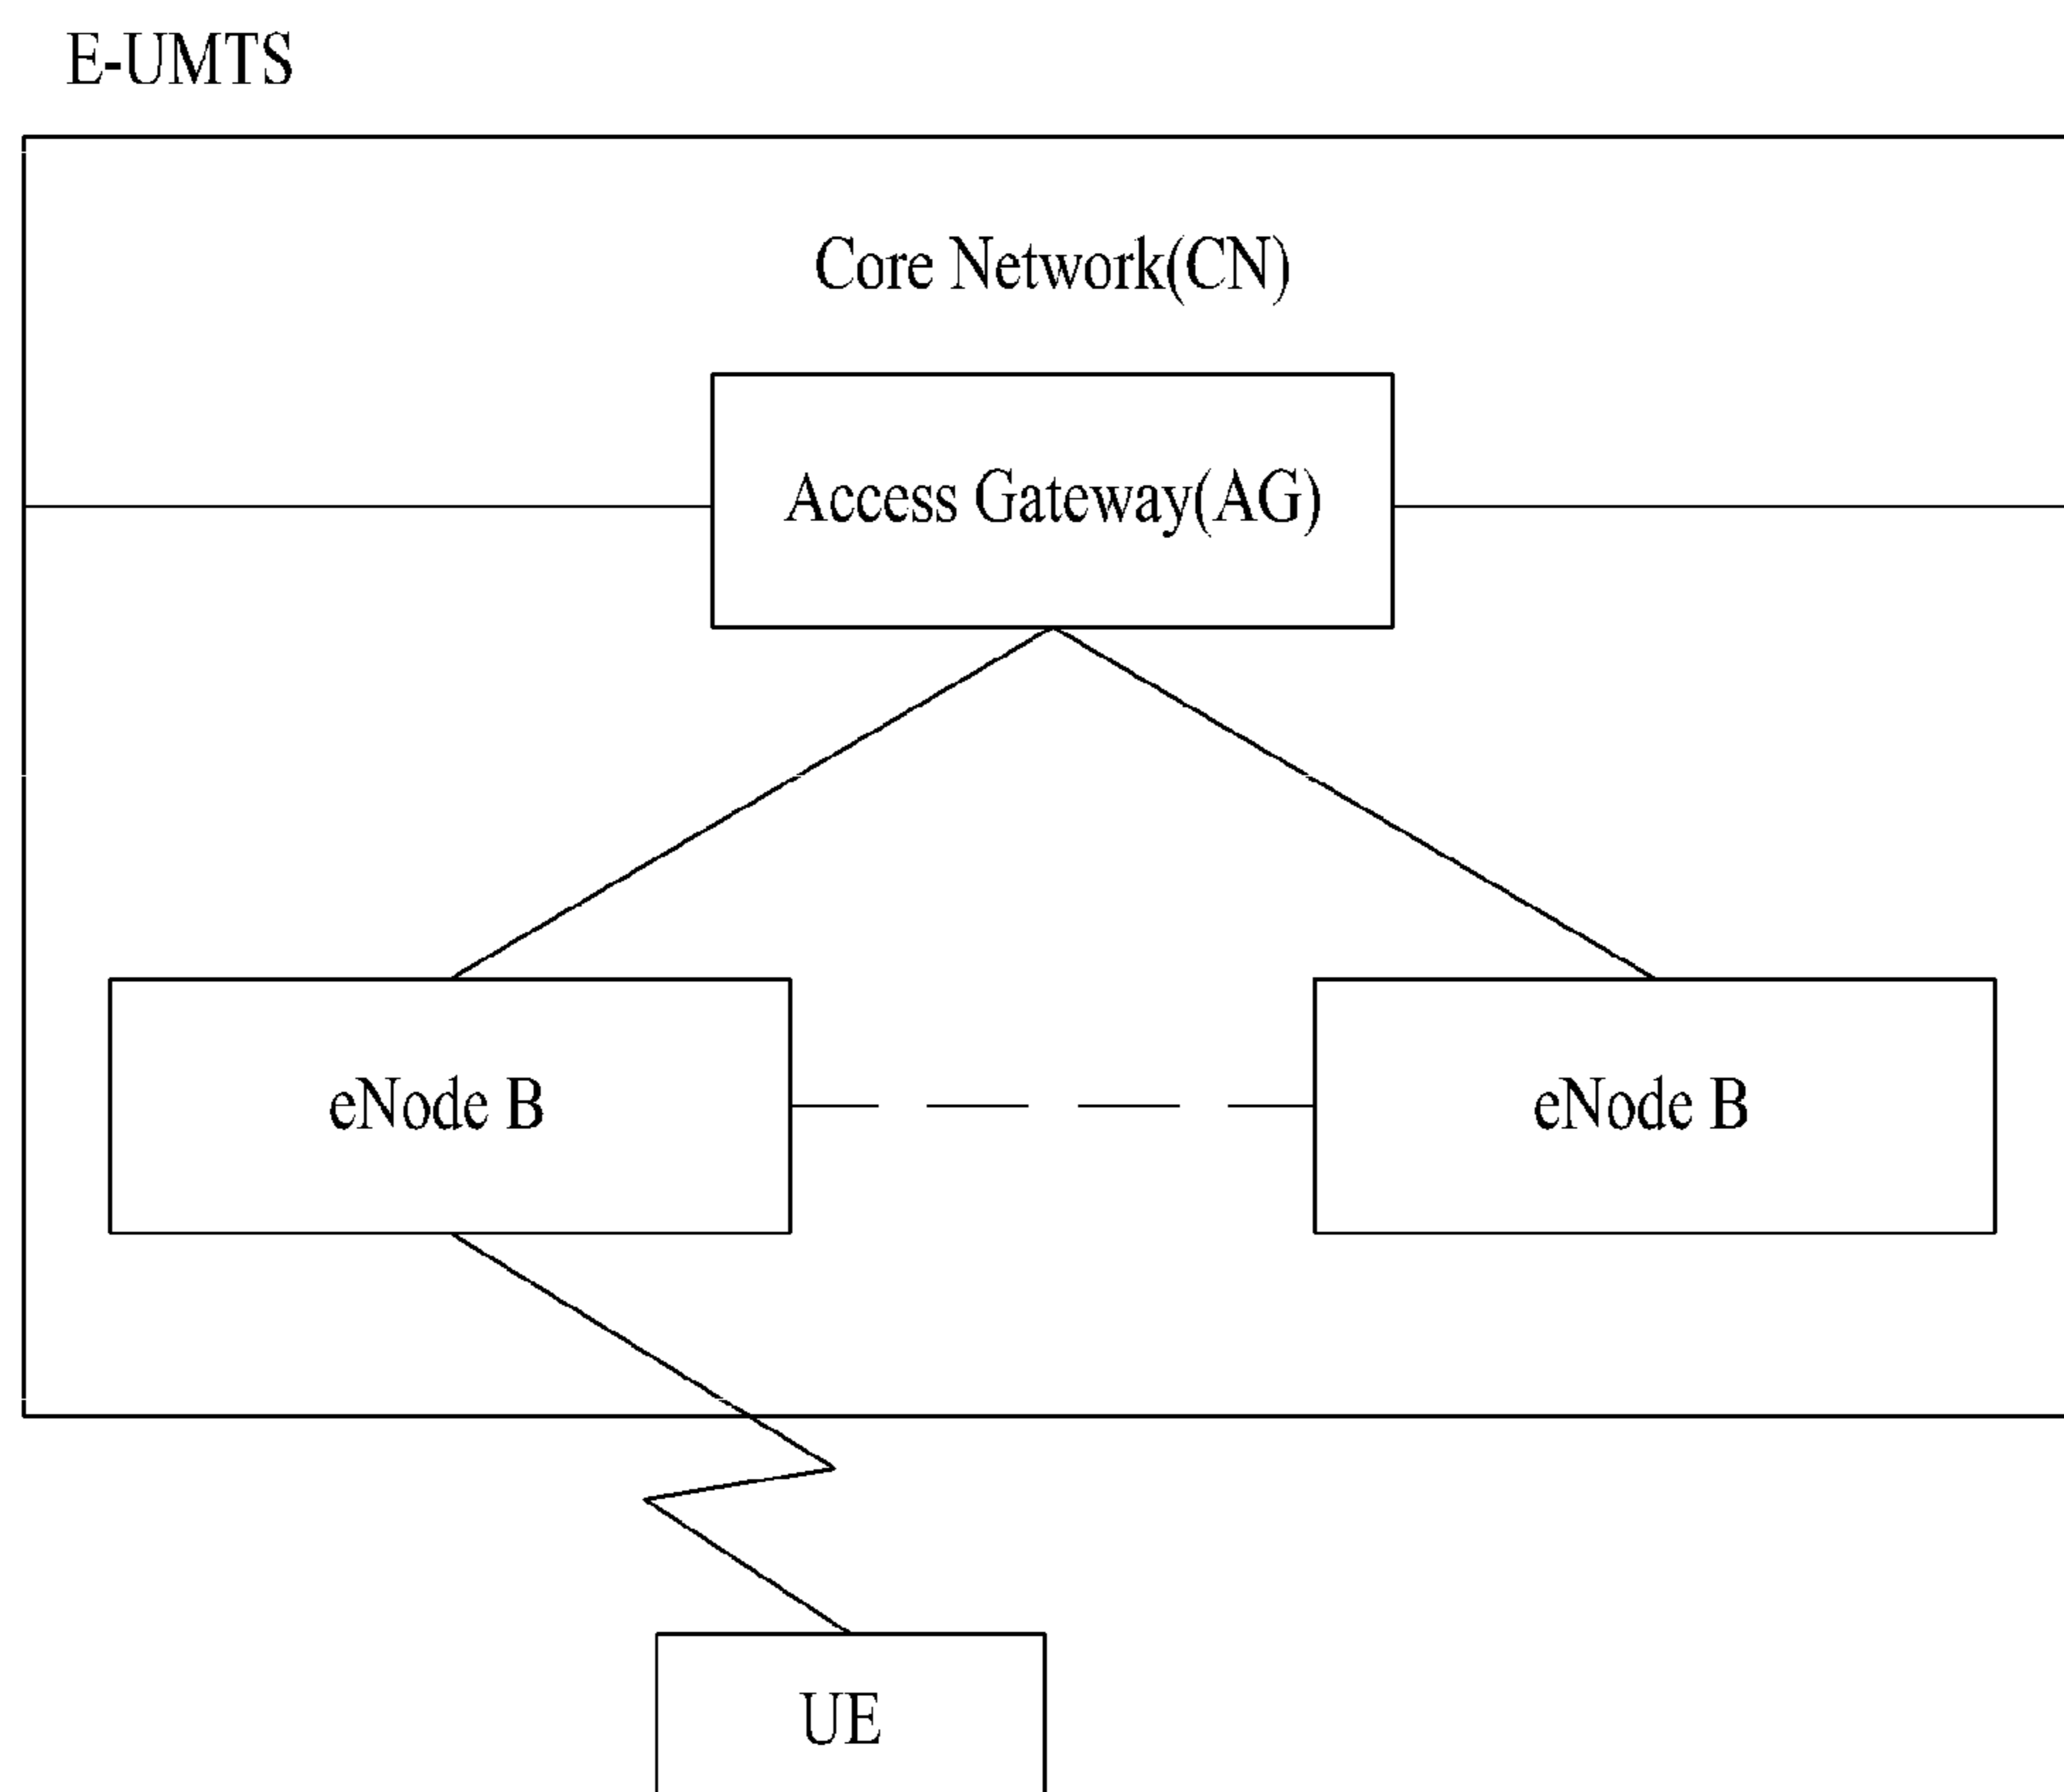 E-UMTS
Core Network(CN)
Access Gateway(AG)
eNode B
eNode B
UE